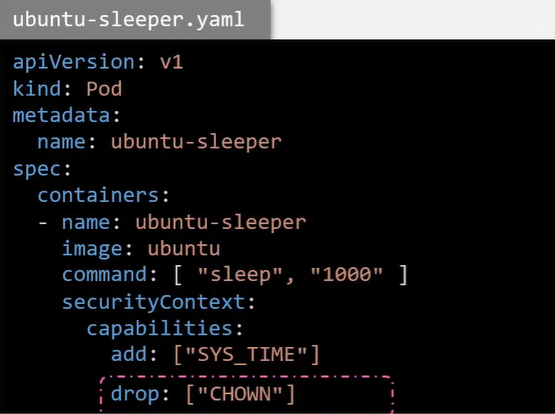 ubuntu-sleeper.yaml
apiVersion: v1
kind: Pod
metadata:
  name: ubuntu-sleeper
spec:
  containers:
  - name: ubuntu-sleeper
    image: ubuntu
    command: [ "sleep", "1000" ]
    securityContext:
      capabilities:
        add: ["SYS_TIME"]
        drop: ["CHOWN"]